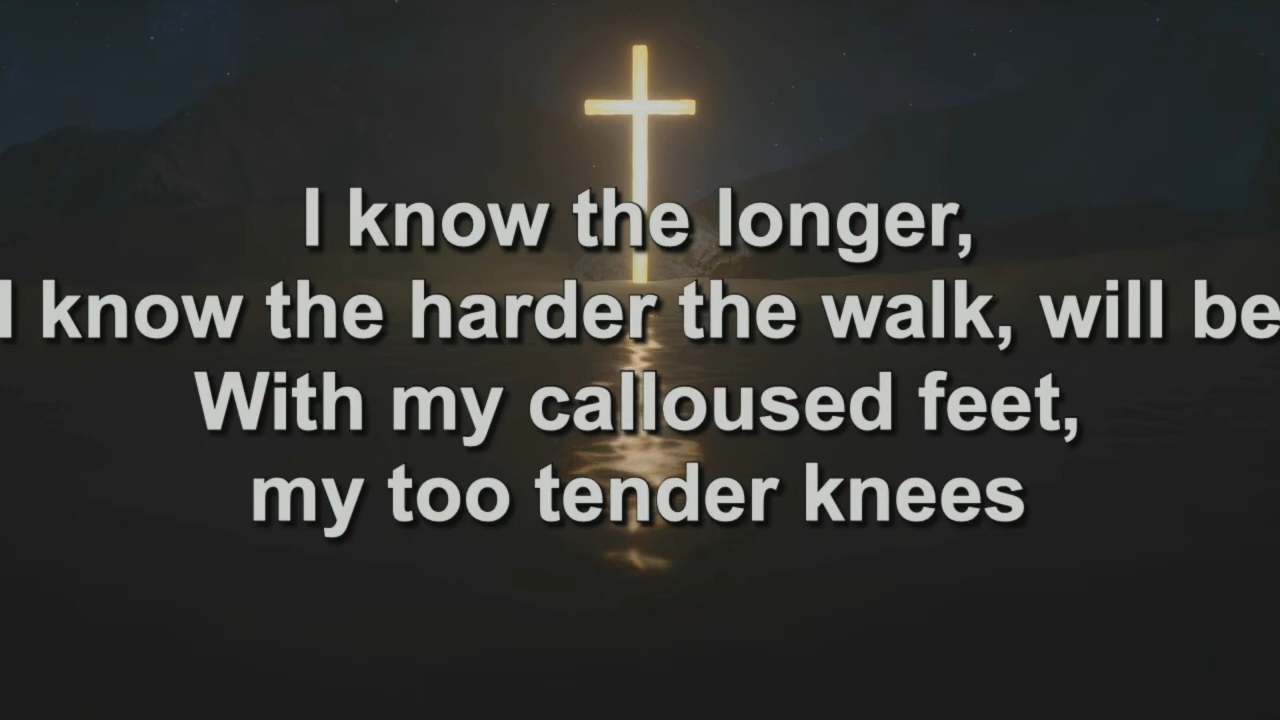 I know the longer,
I know the harder the walk, will be
With my calloused feet,
my too tender knees